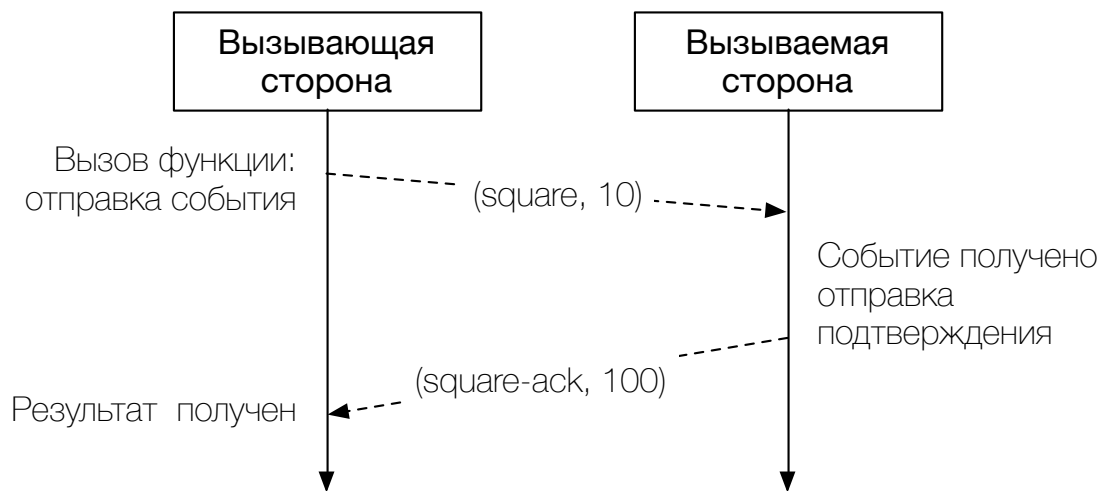 Вызывающая
сторона
Вызываемая
сторона
Вызов функции:
отправка события
(square, 10)
Событие получено
отправка
подтверждения
(square-ack, 100)
Результат получен